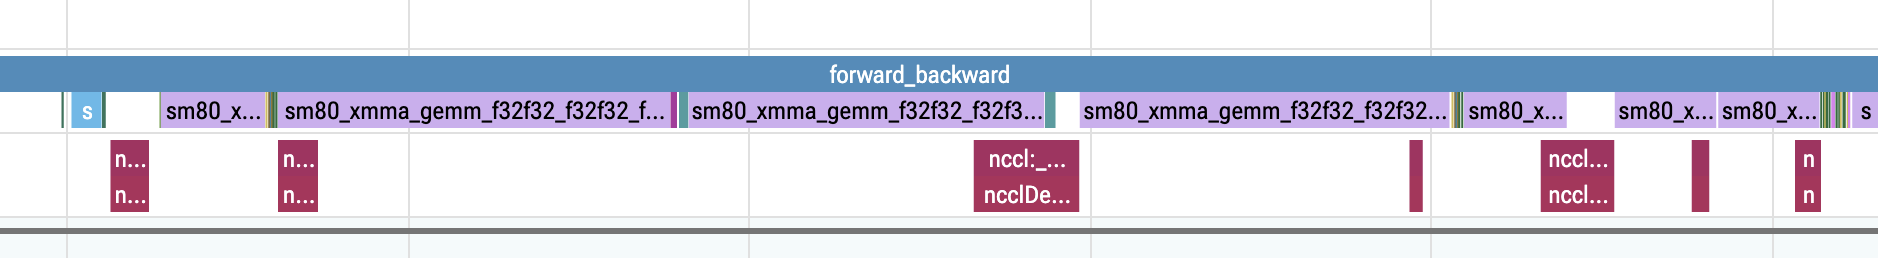 forward_backward
s sm80_x... sm80_xmma_gemm_f32f32_f32f32_f... sm80_xmma_gemm_f32f32_f32f3... sm80_xmma_gemm_f32f32_f32f32... sm80_x... sm80_x... sm80_x... s
n... n... nccl:_... nccl... n
n... n... ncclDe... nccl... n